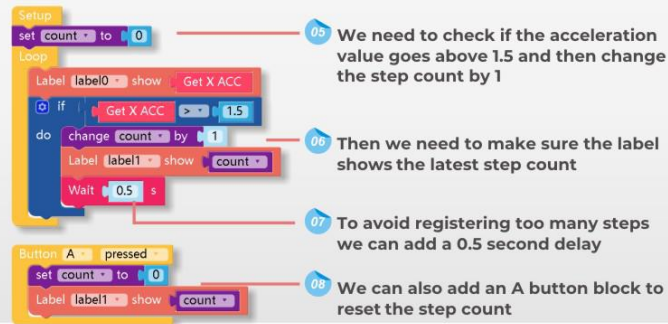 Setup
set count to 0
Loop
Label label0 show Get X ACC
if Get X ACC > 1.5
do change count by 1
Label label1 show count
Wait 0.5 s
Button A pressed
set count to 0
Label label1 show count
05 We need to check if the acceleration
value goes above 1.5 and then change
the step count by 1
06 Then we need to make sure the label
shows the latest step count
07 To avoid registering too many steps
we can add a 0.5 second delay
08 We can also add an A button block to
reset the step count